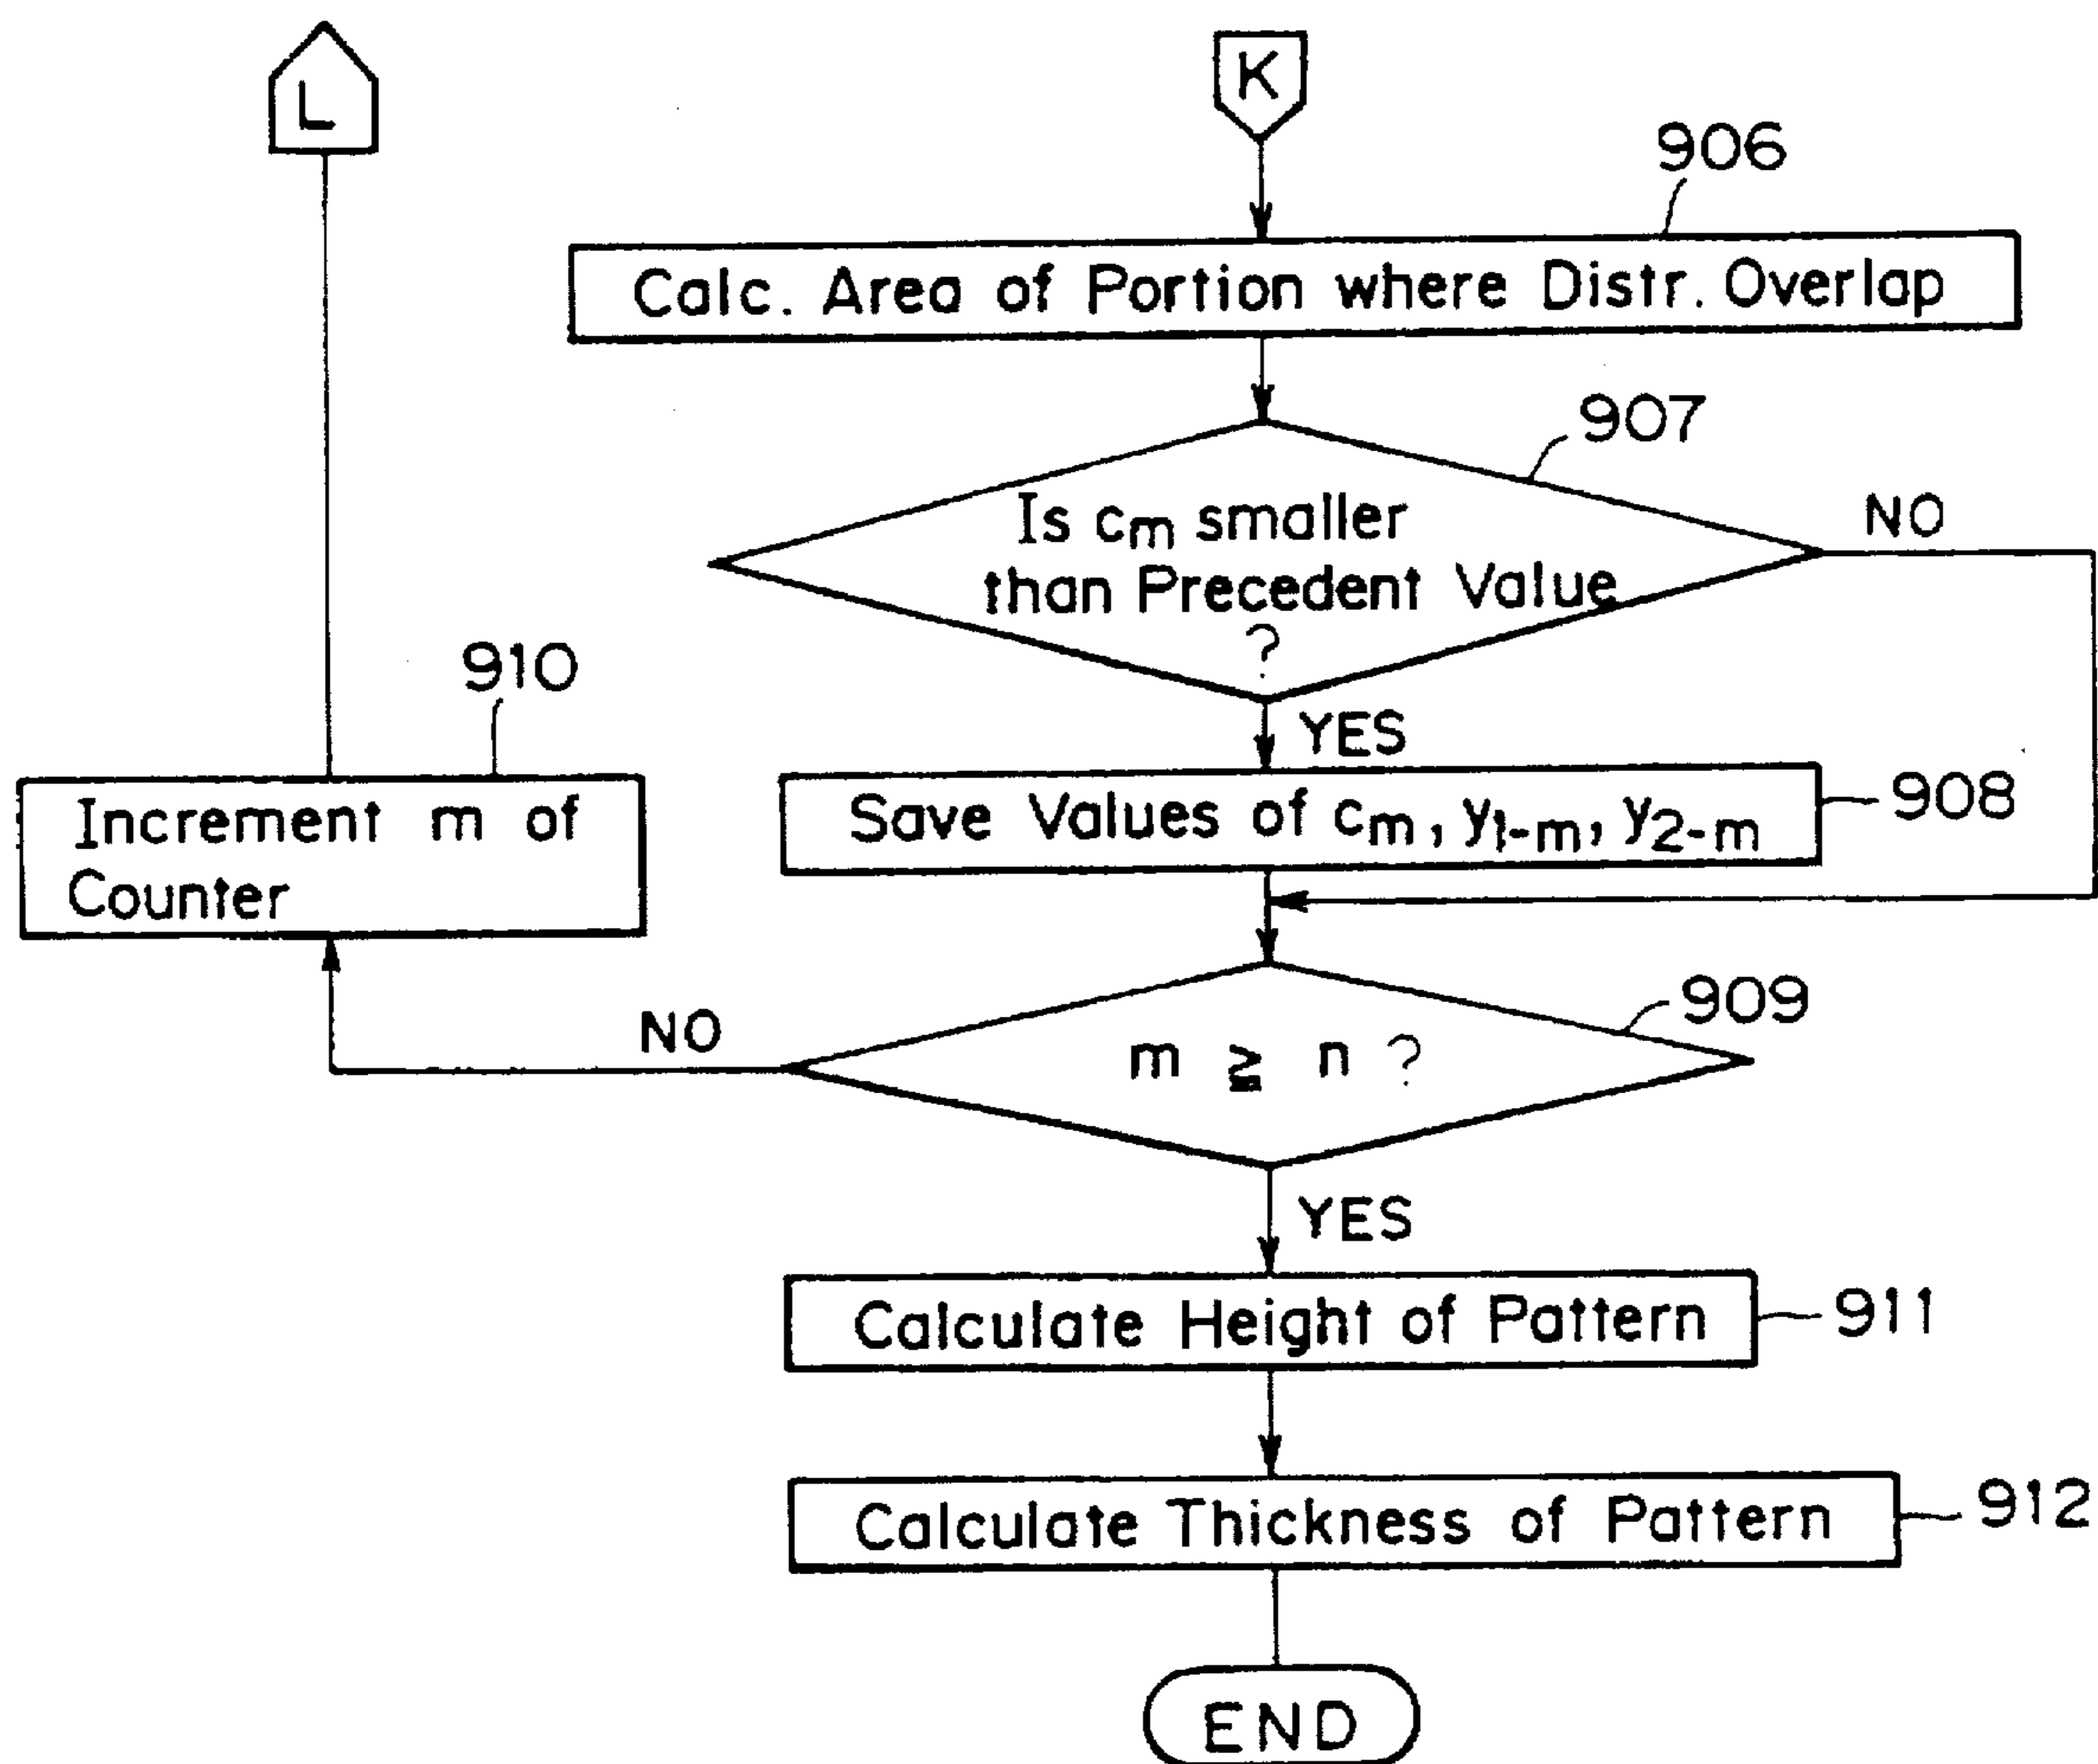 L
K
906
Calc. Area of Portion where Distr. Overlap
907
Is cm smaller
than Precedent Value
?
NO
YES
910
Increment m of
Counter
Save Values of cm, y1-m, y2-m
908
909
m ≧ n ?
NO
YES
Calculate Height of Pattern
911
Calculate Thickness of Pattern
912
END